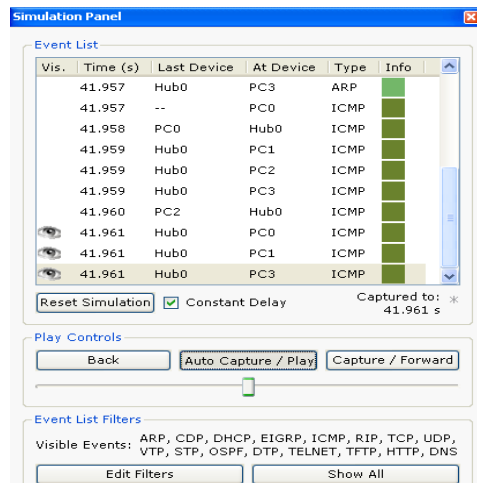 Simulation Panel
Event List
Vis. Time (s) Last Device At Device Type Info
41.957 Hub0 PC3 ARP
41.957 -- PC0 ICMP
41.958 PC0 Hub0 ICMP
41.959 Hub0 PC1 ICMP
41.959 Hub0 PC2 ICMP
41.959 Hub0 PC3 ICMP
41.960 PC2 Hub0 ICMP
41.961 Hub0 PC0 ICMP
41.961 Hub0 PC1 ICMP
41.961 Hub0 PC3 ICMP
Reset Simulation Constant Delay Captured to: *
41.961 s
Play Controls
Back Auto Capture / Play Capture / Forward
Event List Filters
Visible Events: ARP, CDP, DHCP, EIGRP, ICMP, RIP, TCP, UDP,
VTP, STP, OSPF, DTP, TELNET, TFTP, HTTP, DNS
Edit Filters Show All